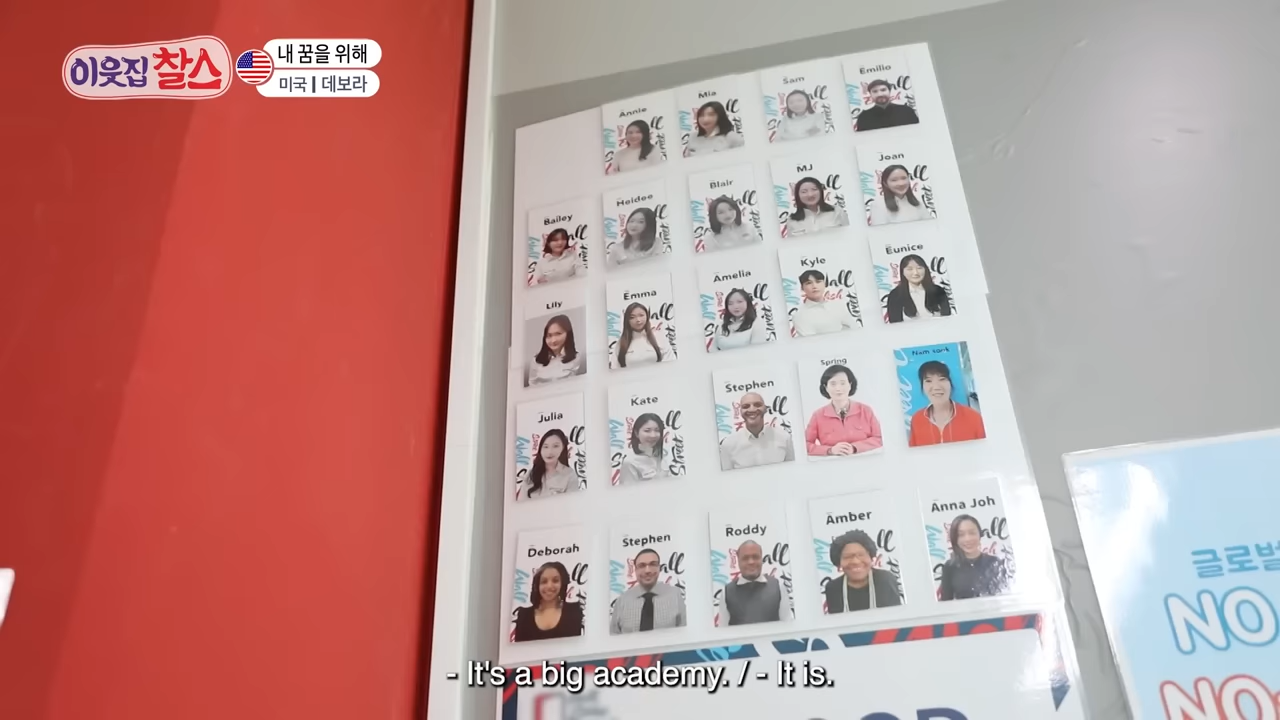 이웃집 찰스
내 꿈을 위해
미국 | 데보라
Annie
Mia
Sam
Emilio
Bailey
Heidee
Blair
MJ
Joan
Lily
Emma
Amelia
Kyle
Eunice
Julia
Kate
Stephen
Spring
Nam sook
Deborah
Stephen
Roddy
Amber
Anna Joh
글로벌
NO
NO
- It's a big academy. / - It is.